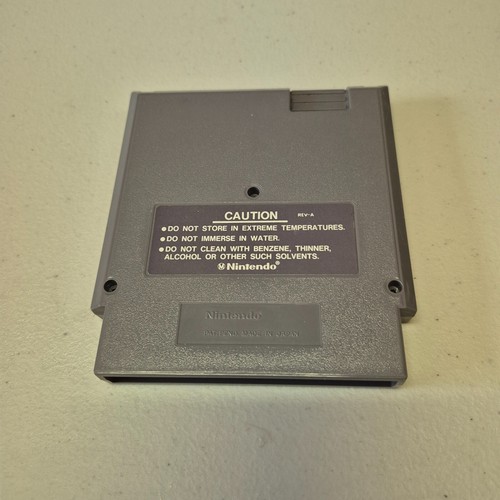 CAUTION REV-A
●DO NOT STORE IN EXTREME TEMPERATURES.
●DO NOT IMMERSE IN WATER.
●DO NOT CLEAN WITH BENZENE, THINNER,
ALCOHOL OR OTHER SUCH SOLVENTS.
Ⓜ Nintendo®
Nintendo®